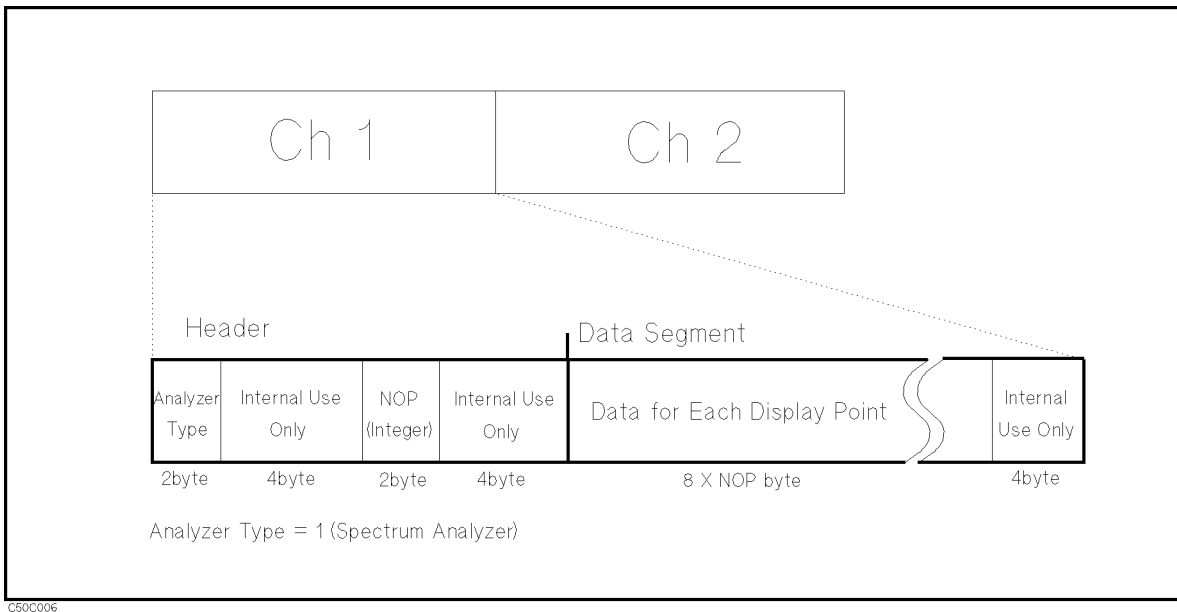 Ch 1
Ch 2
Header
Data Segment
Analyzer
Type
Internal Use
Only
NOP
(Integer)
Internal Use
Only
Data for Each Display Point
Internal
Use Only
2byte
4byte
2byte
4byte
8 X NOP byte
4byte
Analyzer Type = 1 (Spectrum Analyzer)
C50C006